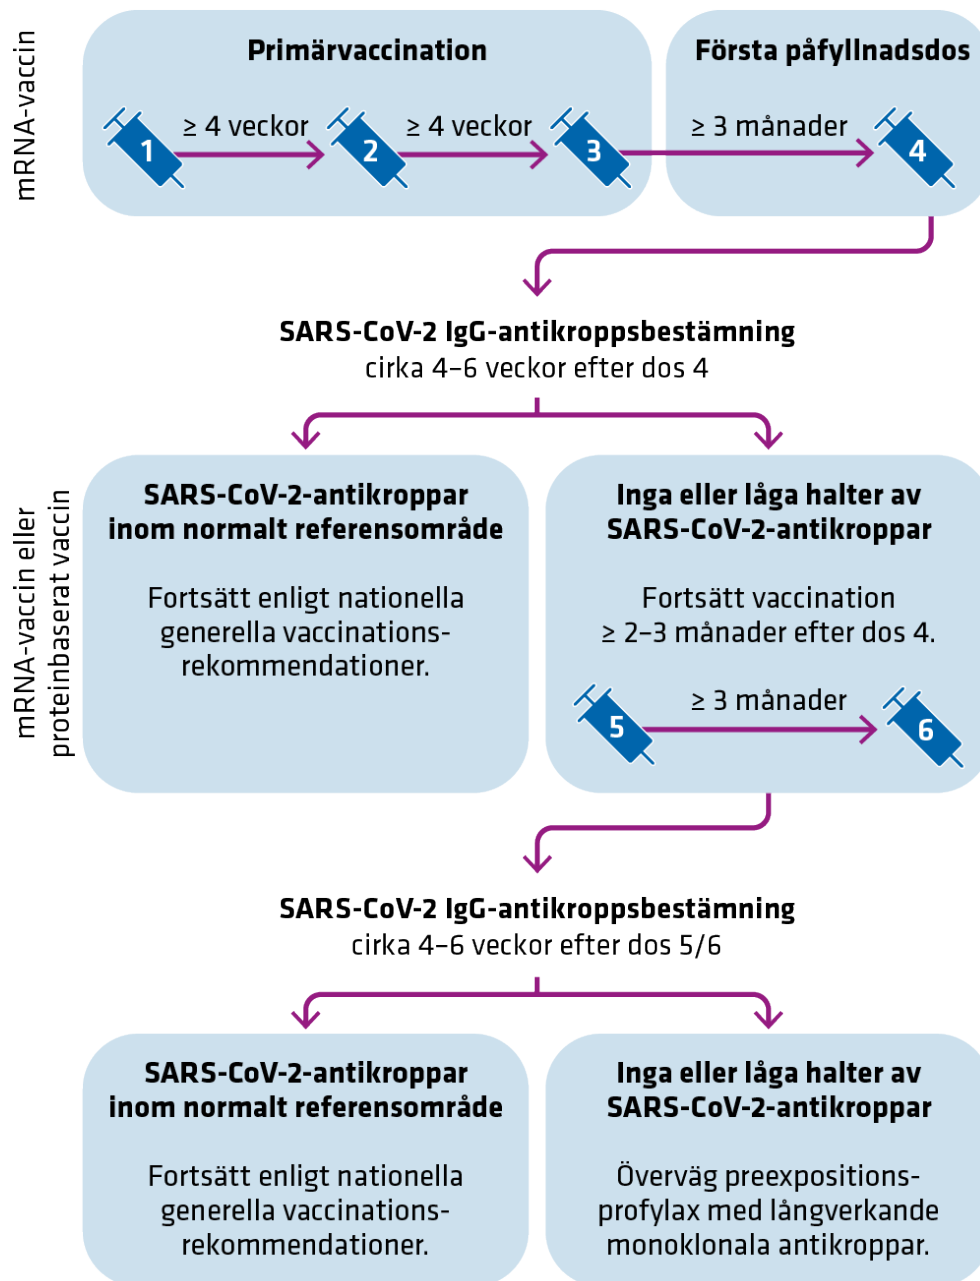 mRNA-vaccin
Primärvaccination
Första påfyllnadsdos
≥ 4 veckor
≥ 4 veckor
≥ 3 månader
1
2
3
4
SARS-CoV-2 IgG-antikroppsbestämning
cirka 4–6 veckor efter dos 4
mRNA-vaccin eller
proteinbaserat vaccin
SARS-CoV-2-antikroppar
inom normalt referensområde
Fortsätt enligt nationella
generella vaccinations-
rekommendationer.
Inga eller låga halter av
SARS-CoV-2-antikroppar
Fortsätt vaccination
≥ 2–3 månader efter dos 4.
≥ 3 månader
5
6
SARS-CoV-2 IgG-antikroppsbestämning
cirka 4–6 veckor efter dos 5/6
SARS-CoV-2-antikroppar
inom normalt referensområde
Fortsätt enligt nationella
generella vaccinations-
rekommendationer.
Inga eller låga halter av
SARS-CoV-2-antikroppar
Överväg preexpositions-
profylax med långverkande
monoklonala antikroppar.